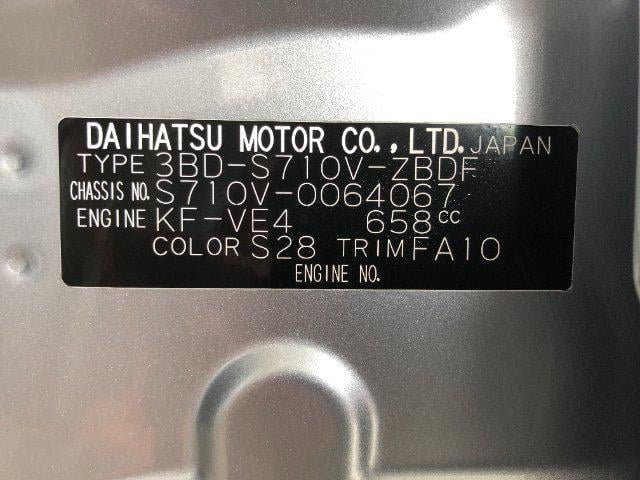 DAIHATSU MOTOR CO.,LTD. JAPAN
TYPE 3BD-S710V-ZBDF
CHASSIS NO. S710V-0064067
ENGINE KF-VE4 658cc
COLOR S28 TRIM FA10
ENGINE NO.